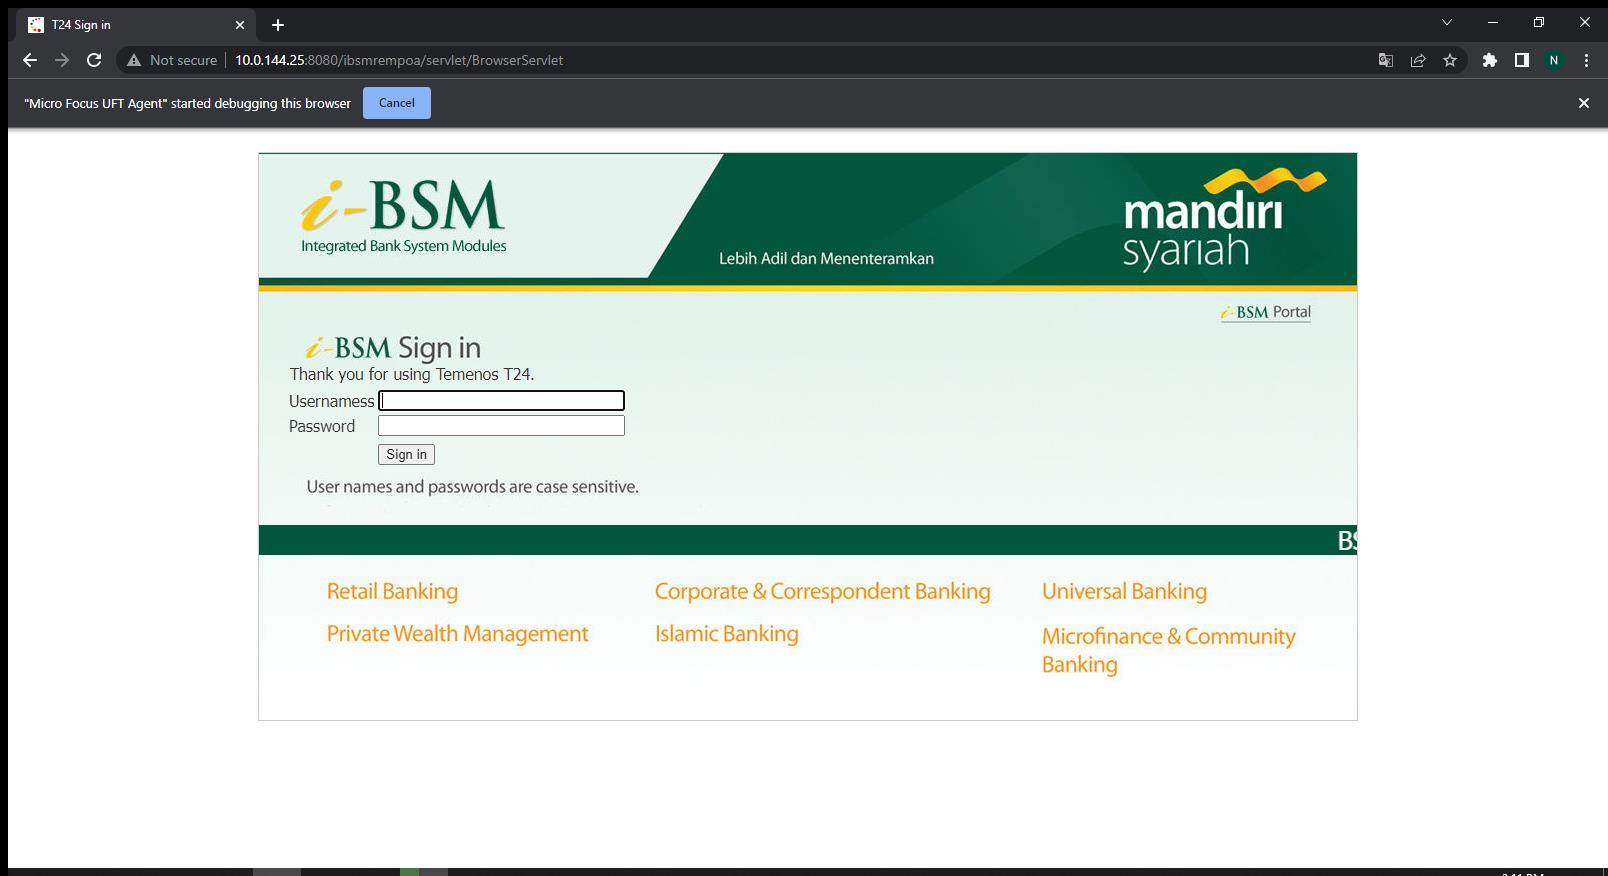 T24 Sign in
Not secure 10.0.144.25:8080/ibsmrempoa/servlet/BrowserServlet
N
"Micro Focus UFT Agent" started debugging this browser Cancel
i-BSM
Integrated Bank System Modules
Lebih Adil dan Menenteramkan
mandiri
syariah
i-BSM Portal
i-BSM Sign in
Thank you for using Temenos T24.
Usernamess
Password
Sign in
User names and passwords are case sensitive.
Retail Banking Corporate & Correspondent Banking Universal Banking
Private Wealth Management Islamic Banking Microfinance & Community
Banking